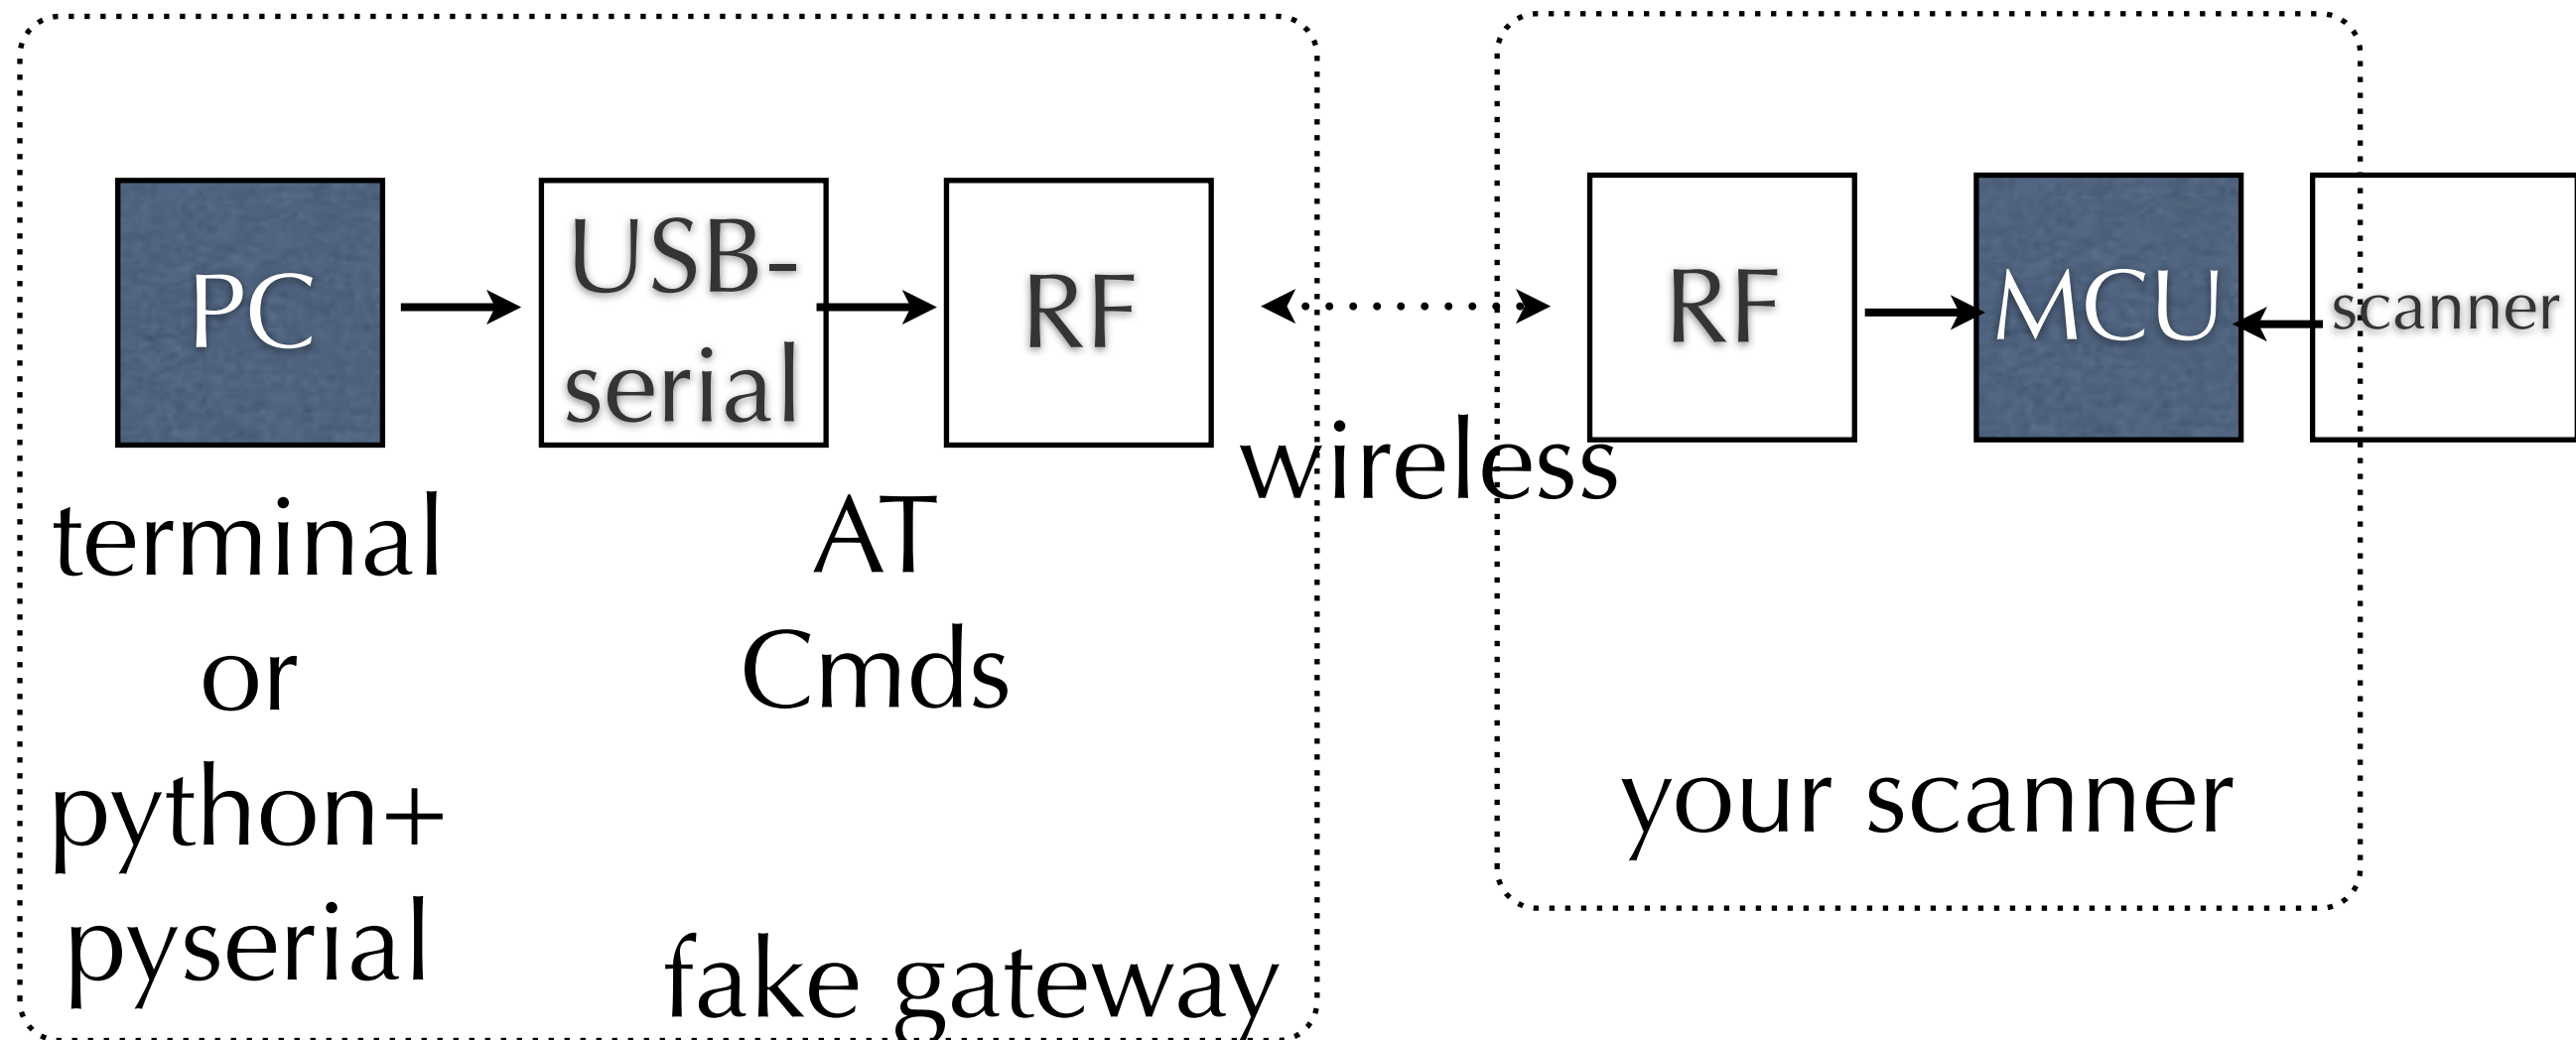 PC
USB-
serial
RF
RF
MCU
scanner
wireless
terminal
or
python+
pyserial
AT
Cmds
fake gateway
your scanner